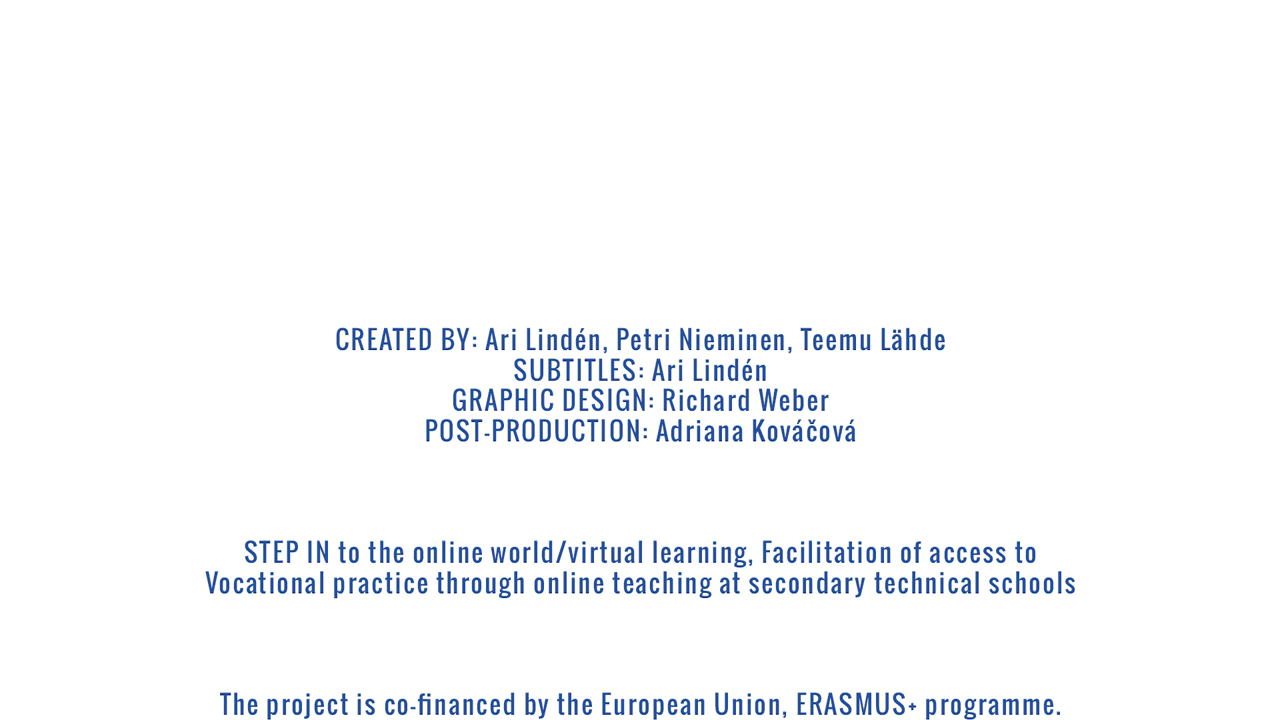 CREATED BY: Ari Lindén, Petri Nieminen, Teemu Lähde
SUBTITLES: Ari Lindén
GRAPHIC DESIGN: Richard Weber
POST-PRODUCTION: Adriana Kováčová
STEP IN to the online world/virtual learning, Facilitation of access to
Vocational practice through online teaching at secondary technical schools
The project is co-financed by the European Union, ERASMUS+ programme.